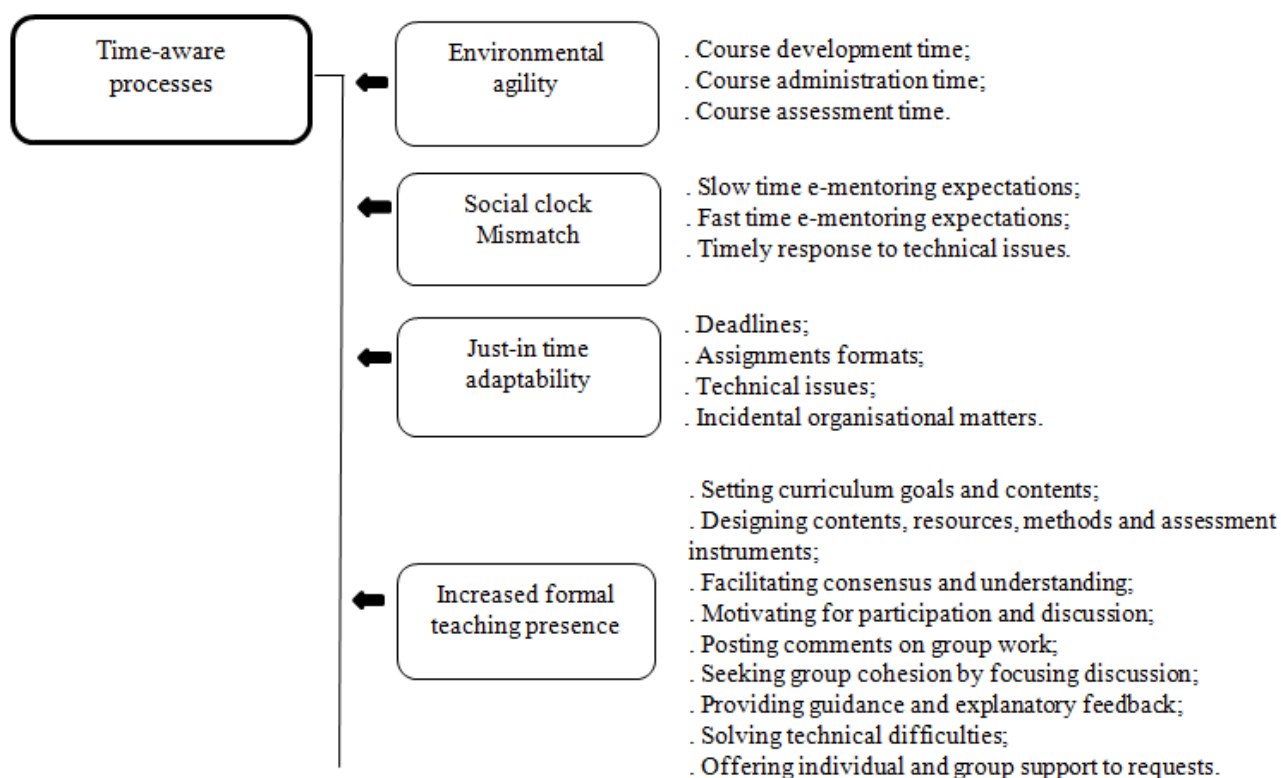 Time-aware
processes
Environmental
agility
. Course development time;
. Course administration time;
. Course assessment time.
Social clock
Mismatch
. Slow time e-mentoring expectations;
. Fast time e-mentoring expectations;
. Timely response to technical issues.
Just-in time
adaptability
. Deadlines;
. Assignments formats;
. Technical issues;
. Incidental organisational matters.
Increased formal
teaching presence
. Setting curriculum goals and contents;
. Designing contents, resources, methods and assessment
instruments;
. Facilitating consensus and understanding;
. Motivating for participation and discussion;
. Posting comments on group work;
. Seeking group cohesion by focusing discussion;
. Providing guidance and explanatory feedback;
. Solving technical difficulties;
. Offering individual and group support to requests.